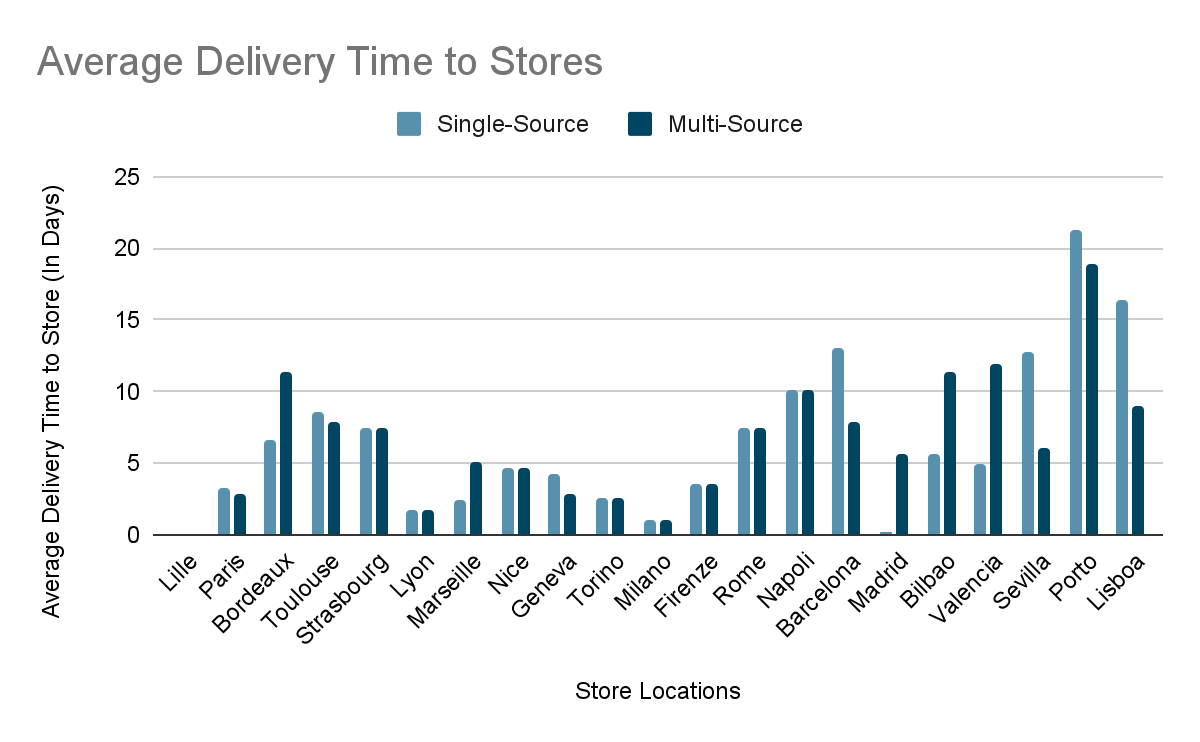 Average Delivery Time to Stores
Single-Source
Multi-Source
Average Delivery Time to Store (In Days)
25
20
15
10
5
0
Lille
Paris
Bordeaux
Toulouse
Strasbourg
Lyon
Marseille
Nice
Geneva
Torino
Milano
Firenze
Rome
Napoli
Barcelona
Madrid
Bilbao
Valencia
Sevilla
Porto
Lisboa
Store Locations